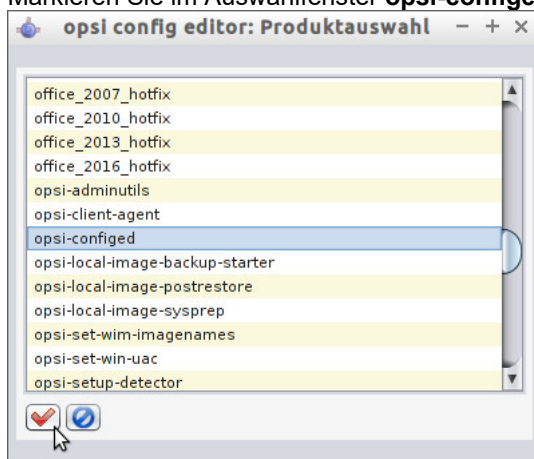 Markieren Sie im Auswahlfenster opsi-configed
opsi config editor: Produktauswahl
office_2007_hotfix
office_2010_hotfix
office_2013_hotfix
office_2016_hotfix
opsi-adminutils
opsi-client-agent
opsi-configed
opsi-local-image-backup-starter
opsi-local-image-postrestore
opsi-local-image-sysprep
opsi-set-wim-imagenames
opsi-set-win-uac
opsi-setup-detector